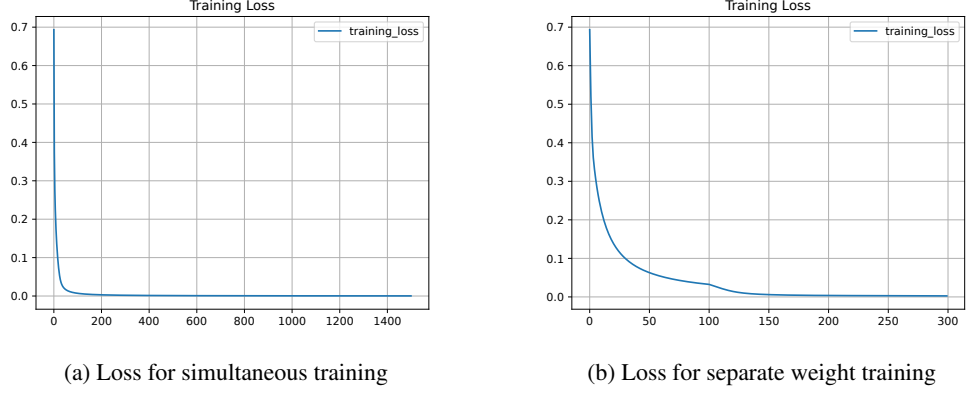 Training Loss
training_loss
0.7
0.6
0.5
0.4
0.3
0.2
0.1
0.0
0 200 400 600 800 1000 1200 1400
(a) Loss for simultaneous training
Training Loss
training_loss
0.7
0.6
0.5
0.4
0.3
0.2
0.1
0.0
0 50 100 150 200 250 300
(b) Loss for separate weight training